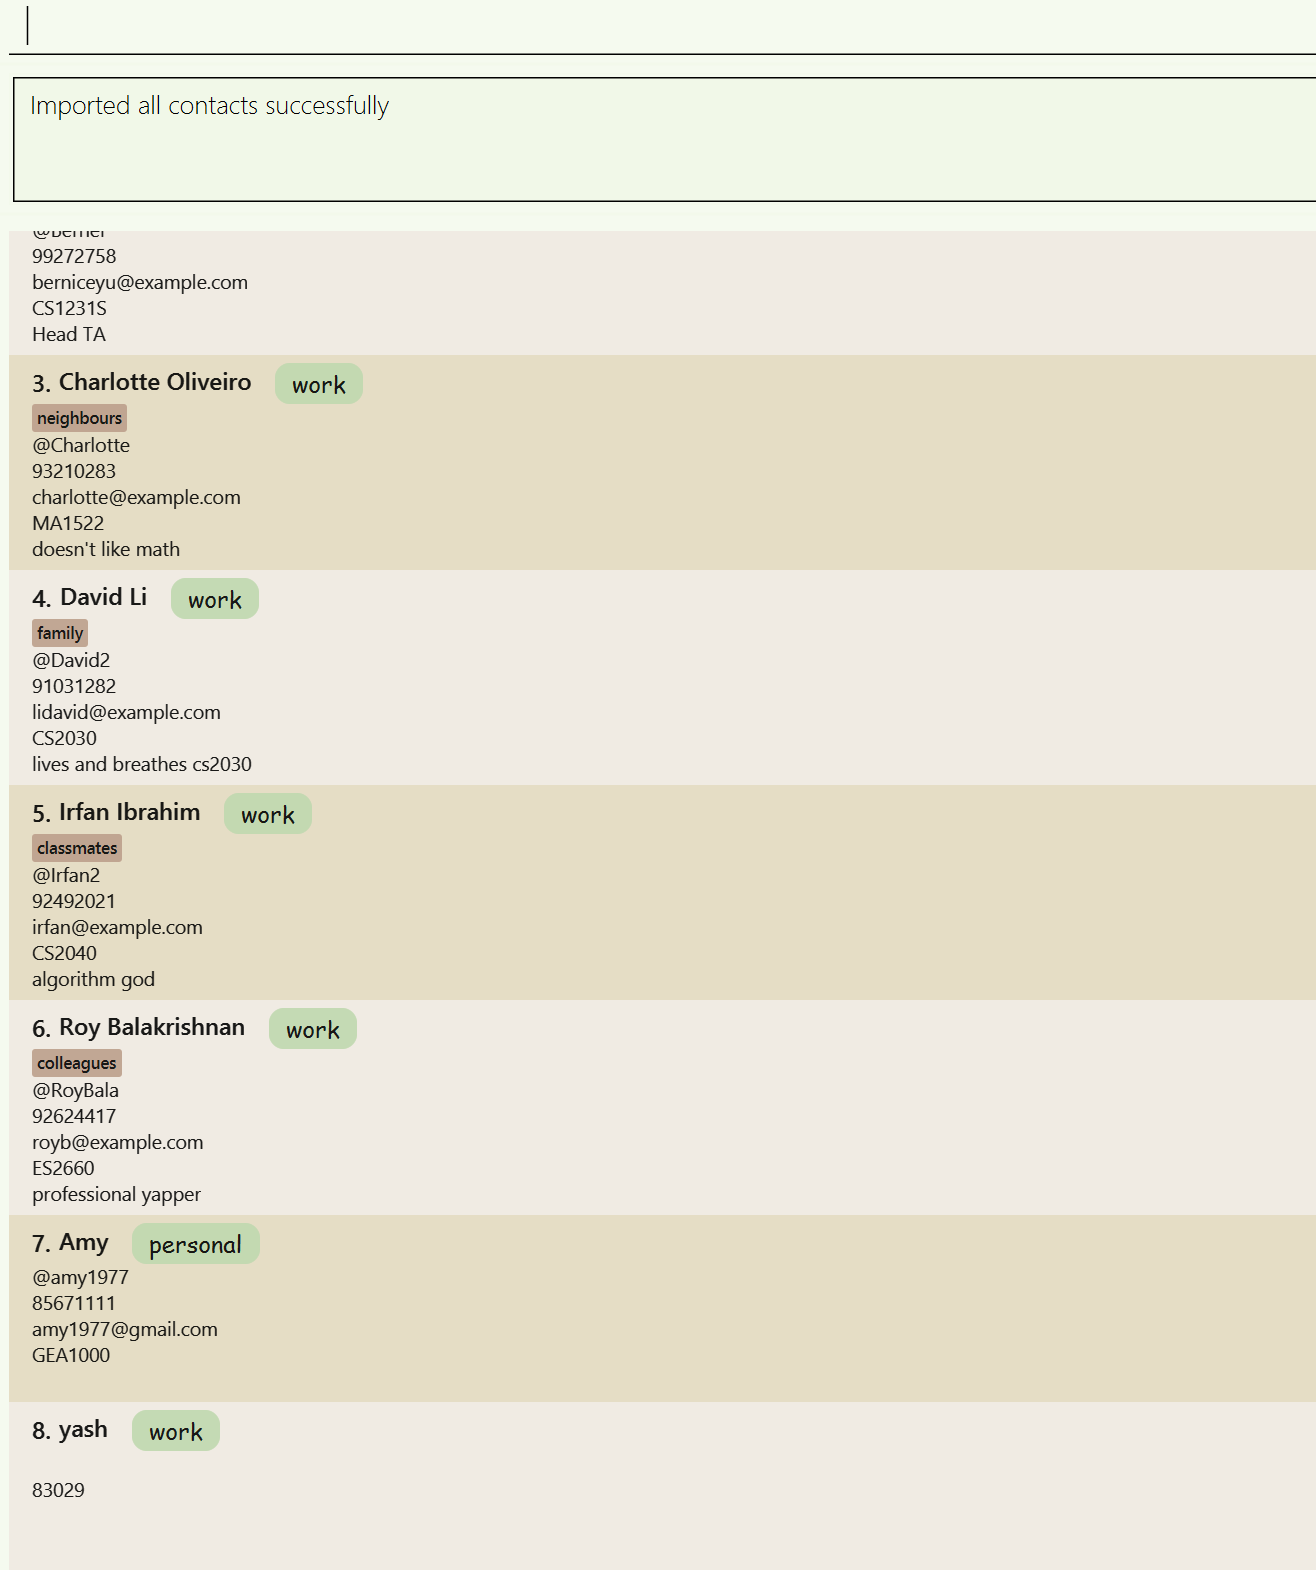 Imported all contacts successfully
99272758
berniceyu@example.com
CS1231S
Head TA
3. Charlotte Oliveiro work
neighbours
@Charlotte
93210283
charlotte@example.com
MA1522
doesn't like math
4. David Li work
family
@David2
91031282
lidavid@example.com
CS2030
lives and breathes cs2030
5. Irfan Ibrahim work
classmates
@Irfan2
92492021
irfan@example.com
CS2040
algorithm god
6. Roy Balakrishnan work
colleagues
@RoyBala
92624417
royb@example.com
ES2660
professional yapper
7. Amy personal
@amy1977
85671111
amy1977@gmail.com
GEA1000
8. yash work
83029